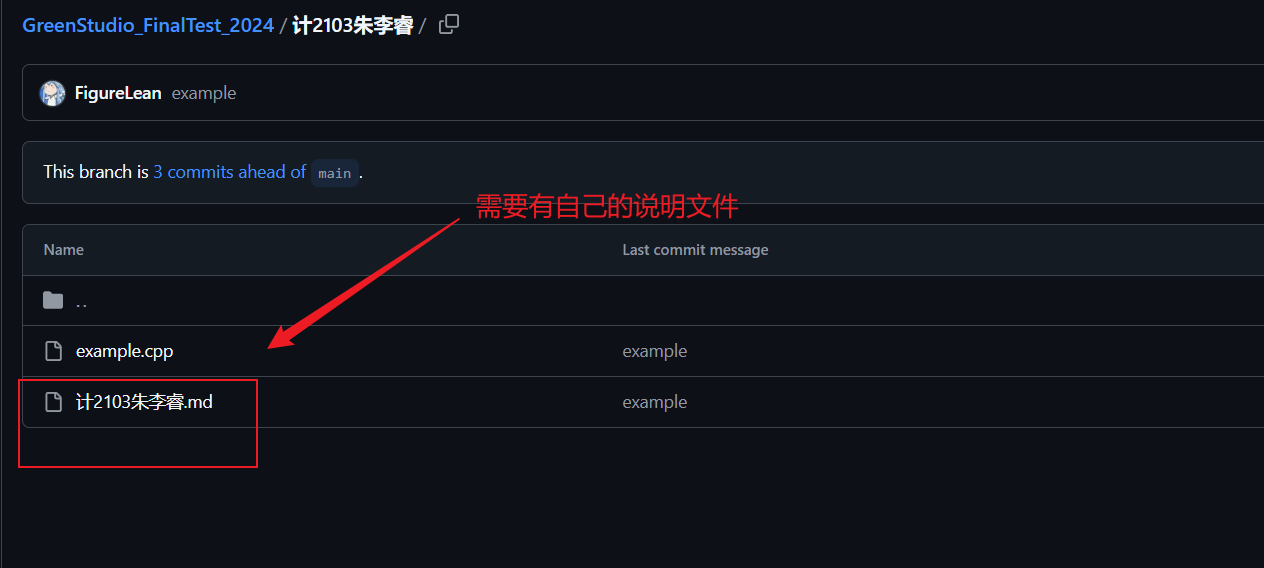 GreenStudio_FinalTest_2024 / 计2103朱李睿 /
FigureLean example
This branch is 3 commits ahead of main .
需要有自己的说明文件
Name Last commit message
..
example.cpp example
计2103朱李睿.md example